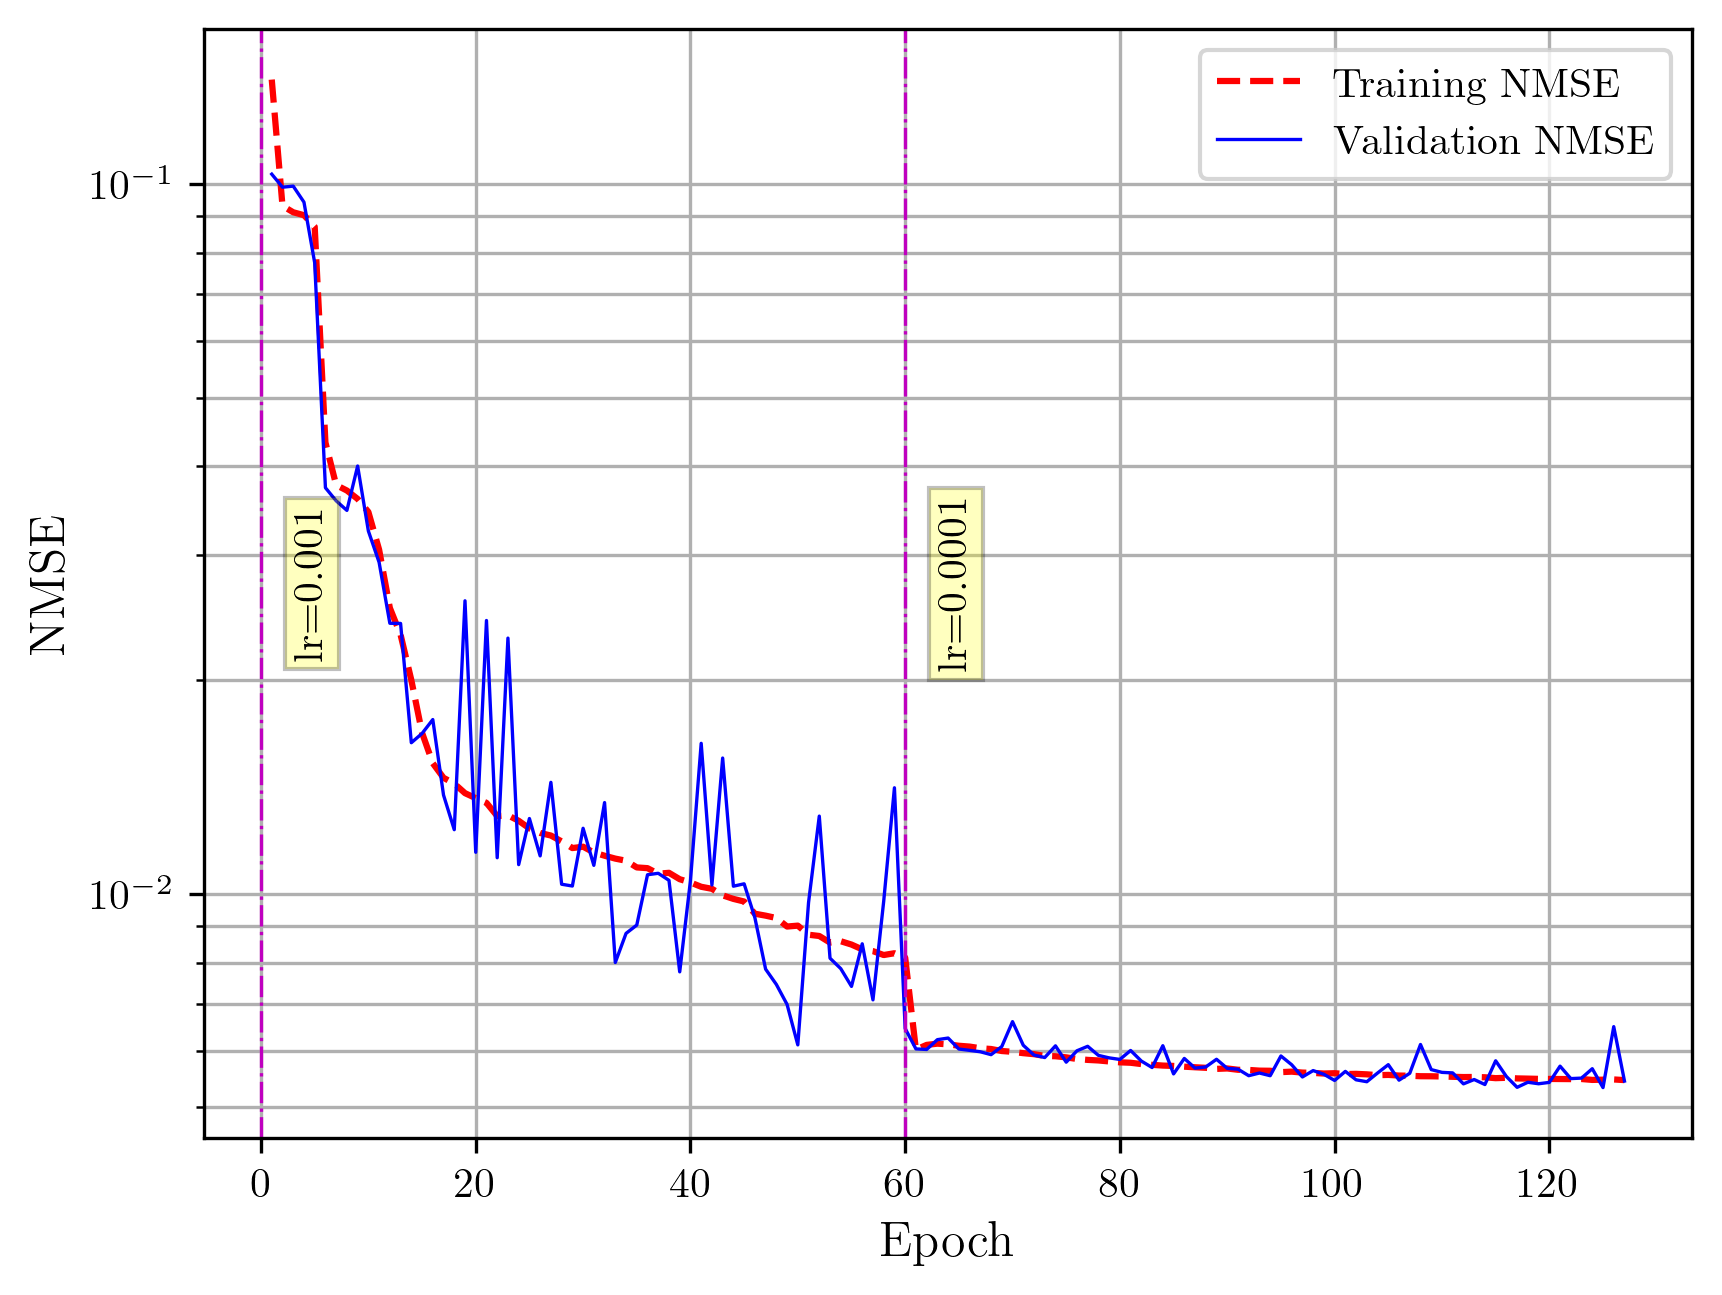 Training NMSE
Validation NMSE
10⁻¹
10⁻²
NMSE
lr=0.001
lr=0.0001
0 20 40 60 80 100 120
Epoch